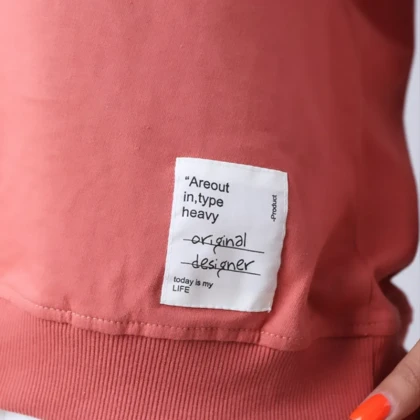 “Areout
in,type
heavy
-Product
original
designer
today is my
LIFE